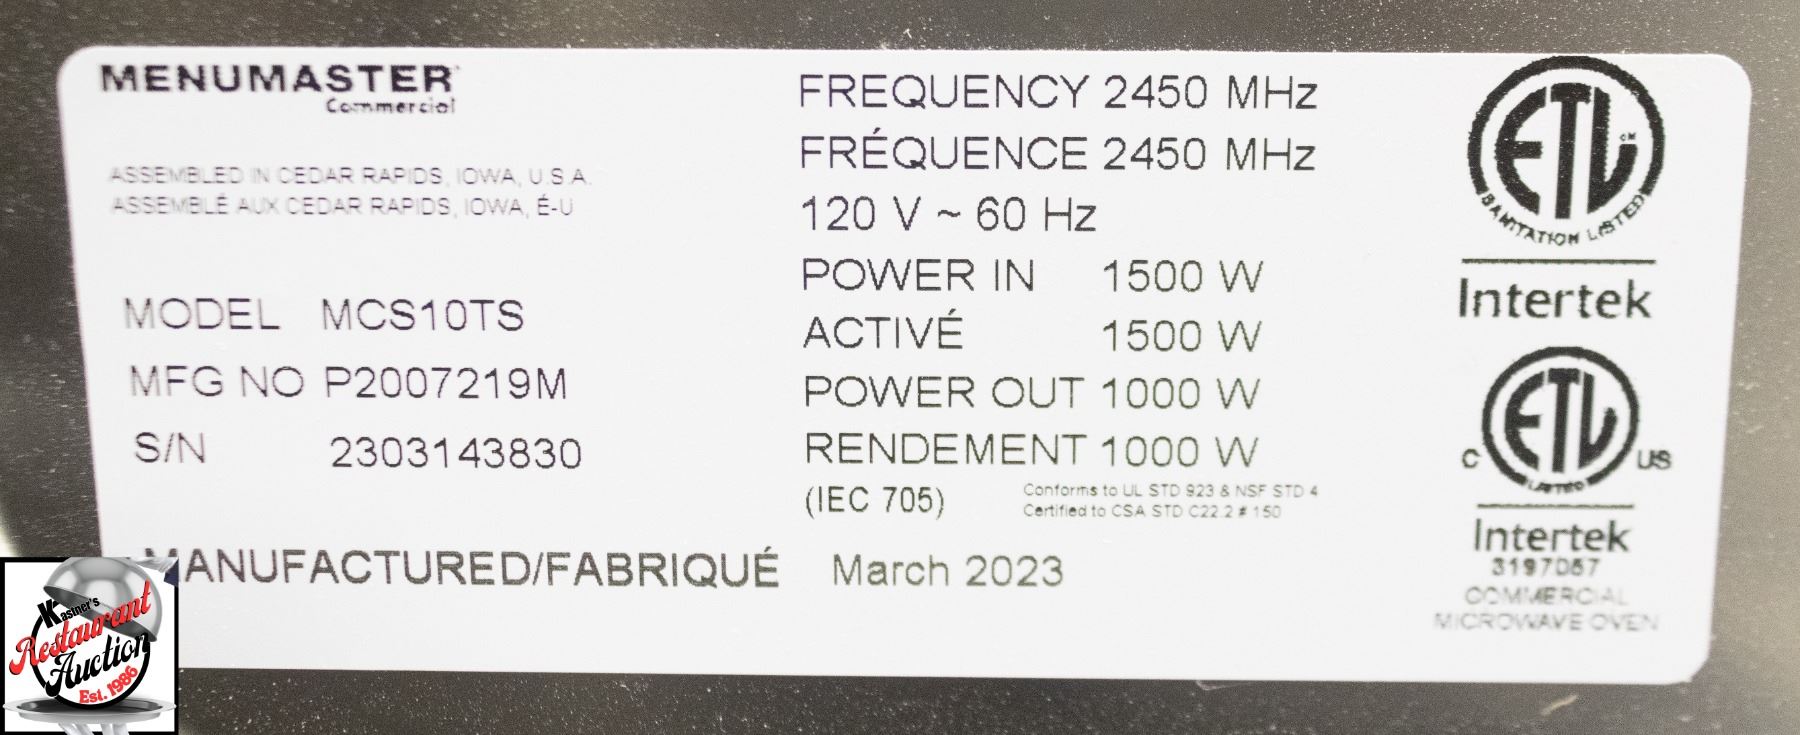 MENUMASTER
Commercial
ASSEMBLED IN CEDAR RAPIDS, IOWA, U.S.A.
ASSEMBLÉ AUX CEDAR RAPIDS, IOWA, É-U
MODEL MCS10TS
MFG NO P2007219M
S/N 2303143830
FREQUENCY 2450 MHz
FRÉQUENCE 2450 MHz
120 V ~ 60 Hz
POWER IN 1500 W
ACTIVÉ 1500 W
POWER OUT 1000 W
RENDEMENT 1000 W
(IEC 705)
Conforms to UL STD 923 & NSF STD 4
Certified to CSA STD C22.2 # 150
MANUFACTURED/FABRIQUÉ March 2023
ETL
CM
SANITATION LISTED
Intertek
ETL
C US
LISTED
Intertek
3197067
COMMERCIAL
MICROWAVE OVEN
Kastner's
Restaurant
Auction
Est. 1986